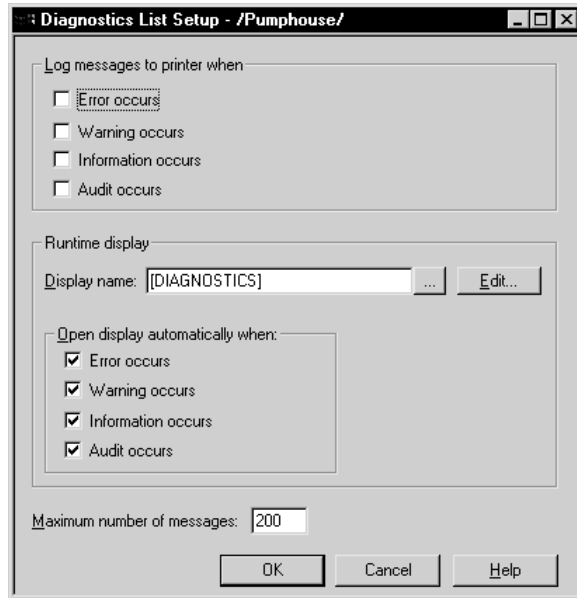 Diagnostics List Setup - /Pumphouse/
Log messages to printer when
Error occurs
Warning occurs
Information occurs
Audit occurs
Runtime display
Display name: [DIAGNOSTICS] ... Edit...
Open display automatically when:
Error occurs
Warning occurs
Information occurs
Audit occurs
Maximum number of messages: 200
OK Cancel Help